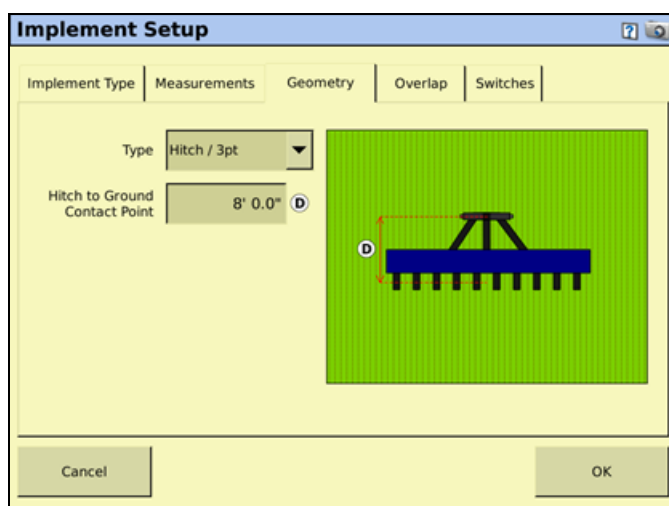 Implement Setup
?
Implement Type
Measurements
Geometry
Overlap
Switches
Type
Hitch / 3pt
Hitch to Ground
Contact Point
8' 0.0"
D
D
Cancel
OK